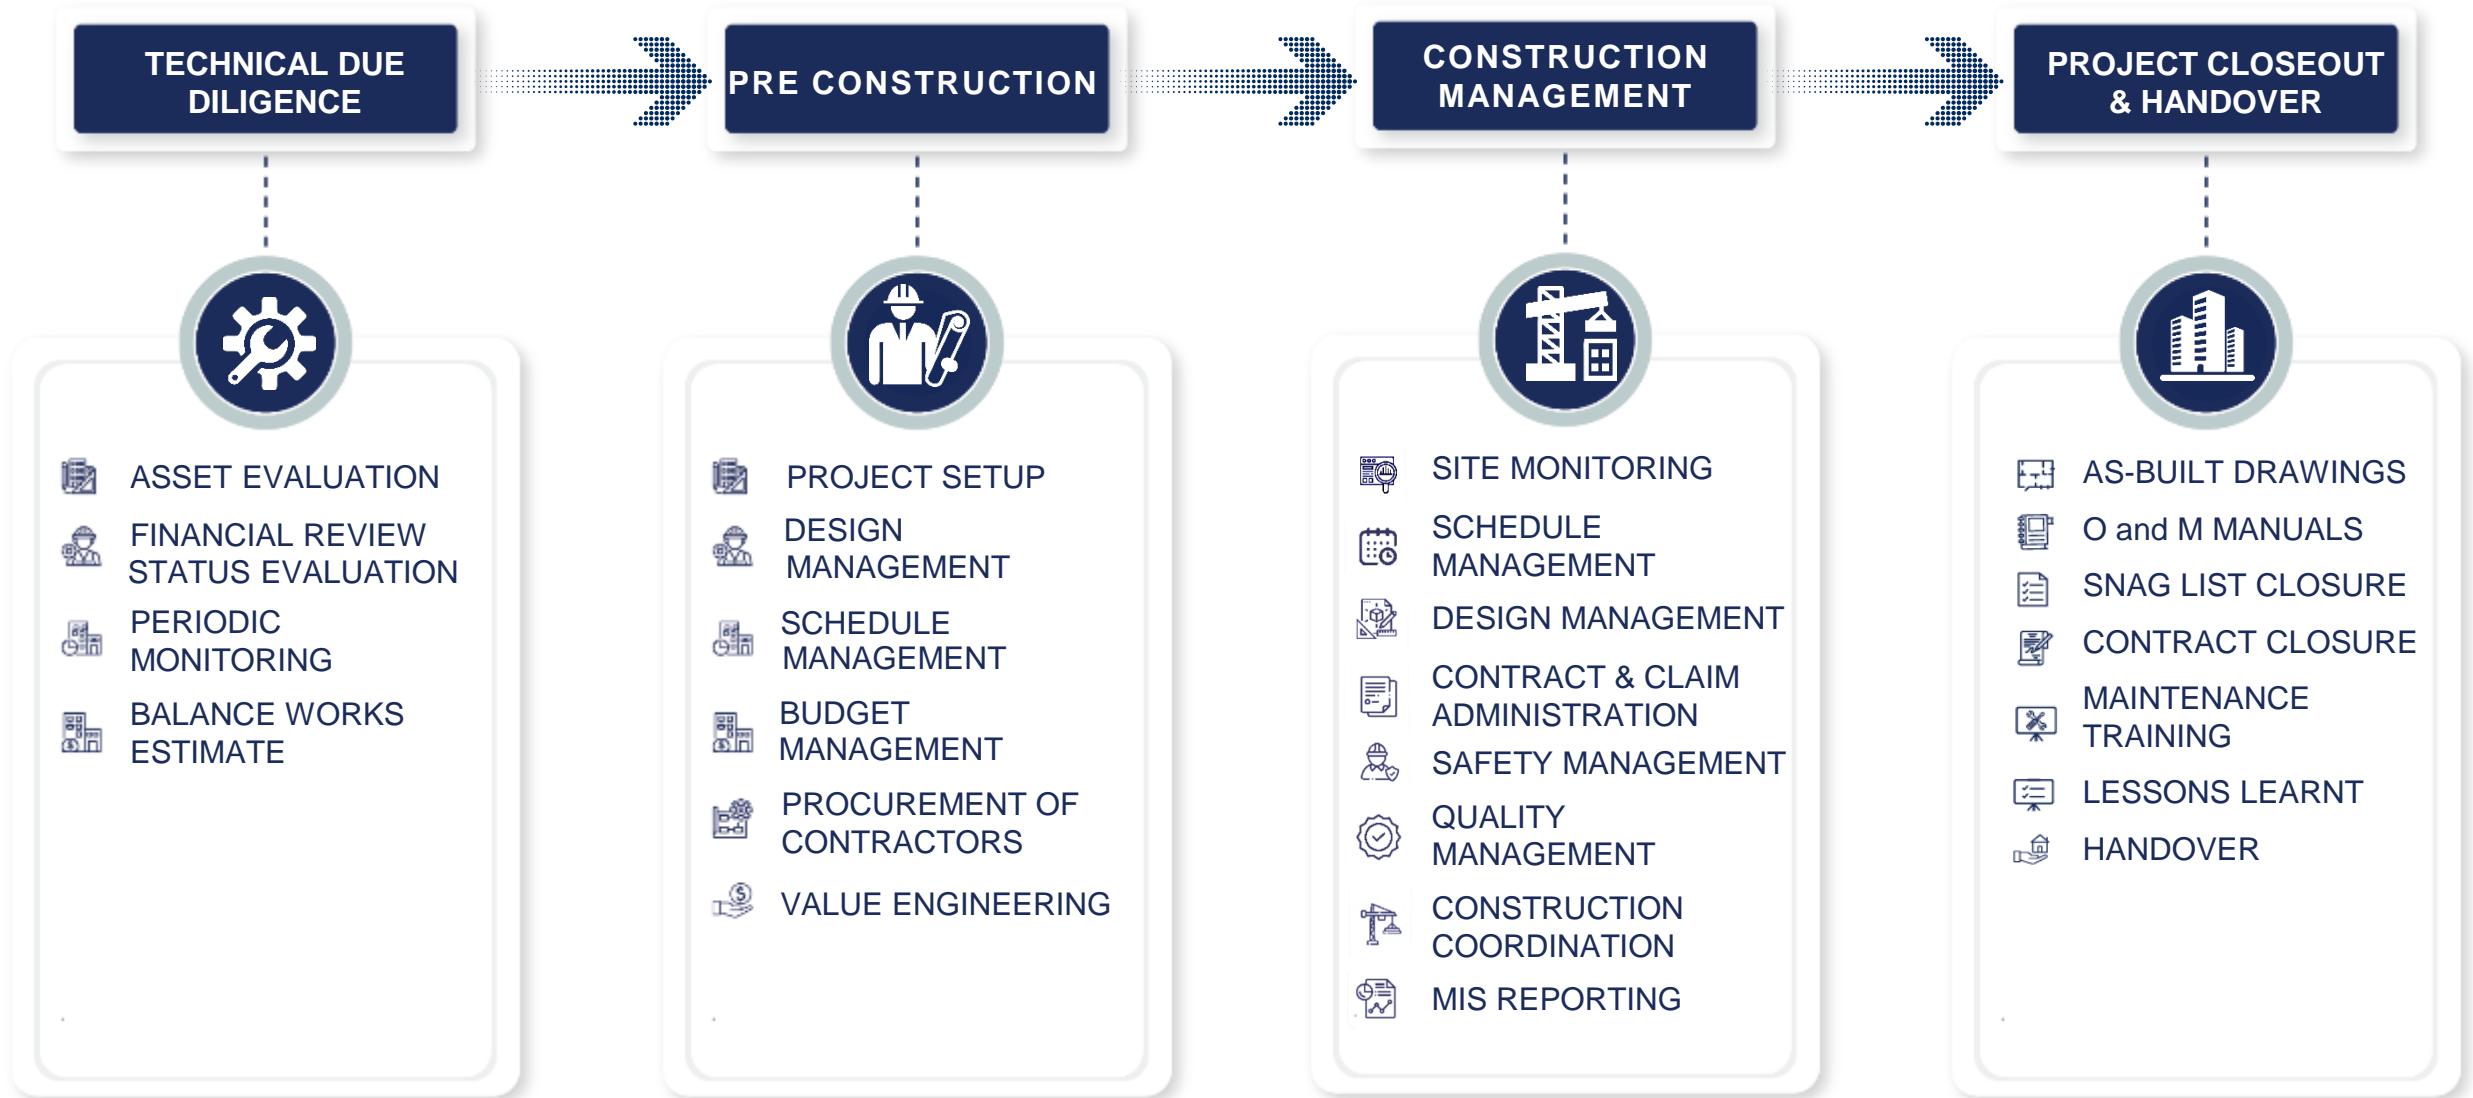 TECHNICAL DUE
DILIGENCE
PRE CONSTRUCTION
CONSTRUCTION
MANAGEMENT
PROJECT CLOSEOUT
& HANDOVER
ASSET EVALUATION
FINANCIAL REVIEW
STATUS EVALUATION
PERIODIC
MONITORING
BALANCE WORKS
ESTIMATE
PROJECT SETUP
DESIGN
MANAGEMENT
SCHEDULE
MANAGEMENT
BUDGET
MANAGEMENT
PROCUREMENT OF
CONTRACTORS
VALUE ENGINEERING
SITE MONITORING
SCHEDULE
MANAGEMENT
DESIGN MANAGEMENT
CONTRACT & CLAIM
ADMINISTRATION
SAFETY MANAGEMENT
QUALITY
MANAGEMENT
CONSTRUCTION
COORDINATION
MIS REPORTING
AS-BUILT DRAWINGS
O and M MANUALS
SNAG LIST CLOSURE
CONTRACT CLOSURE
MAINTENANCE
TRAINING
LESSONS LEARNT
HANDOVER